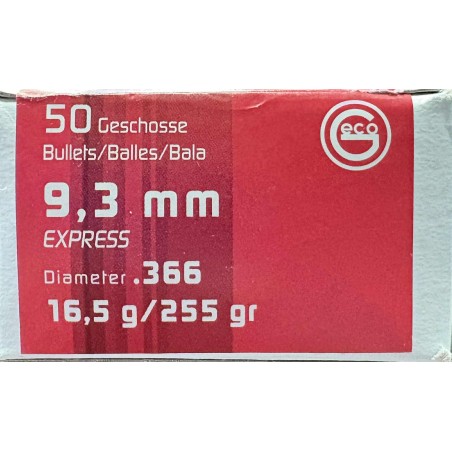 50 Geschosse
Bullets/Balles/Bala
9,3 mm
EXPRESS
Diameter .366
16,5 g/255 gr
Geco